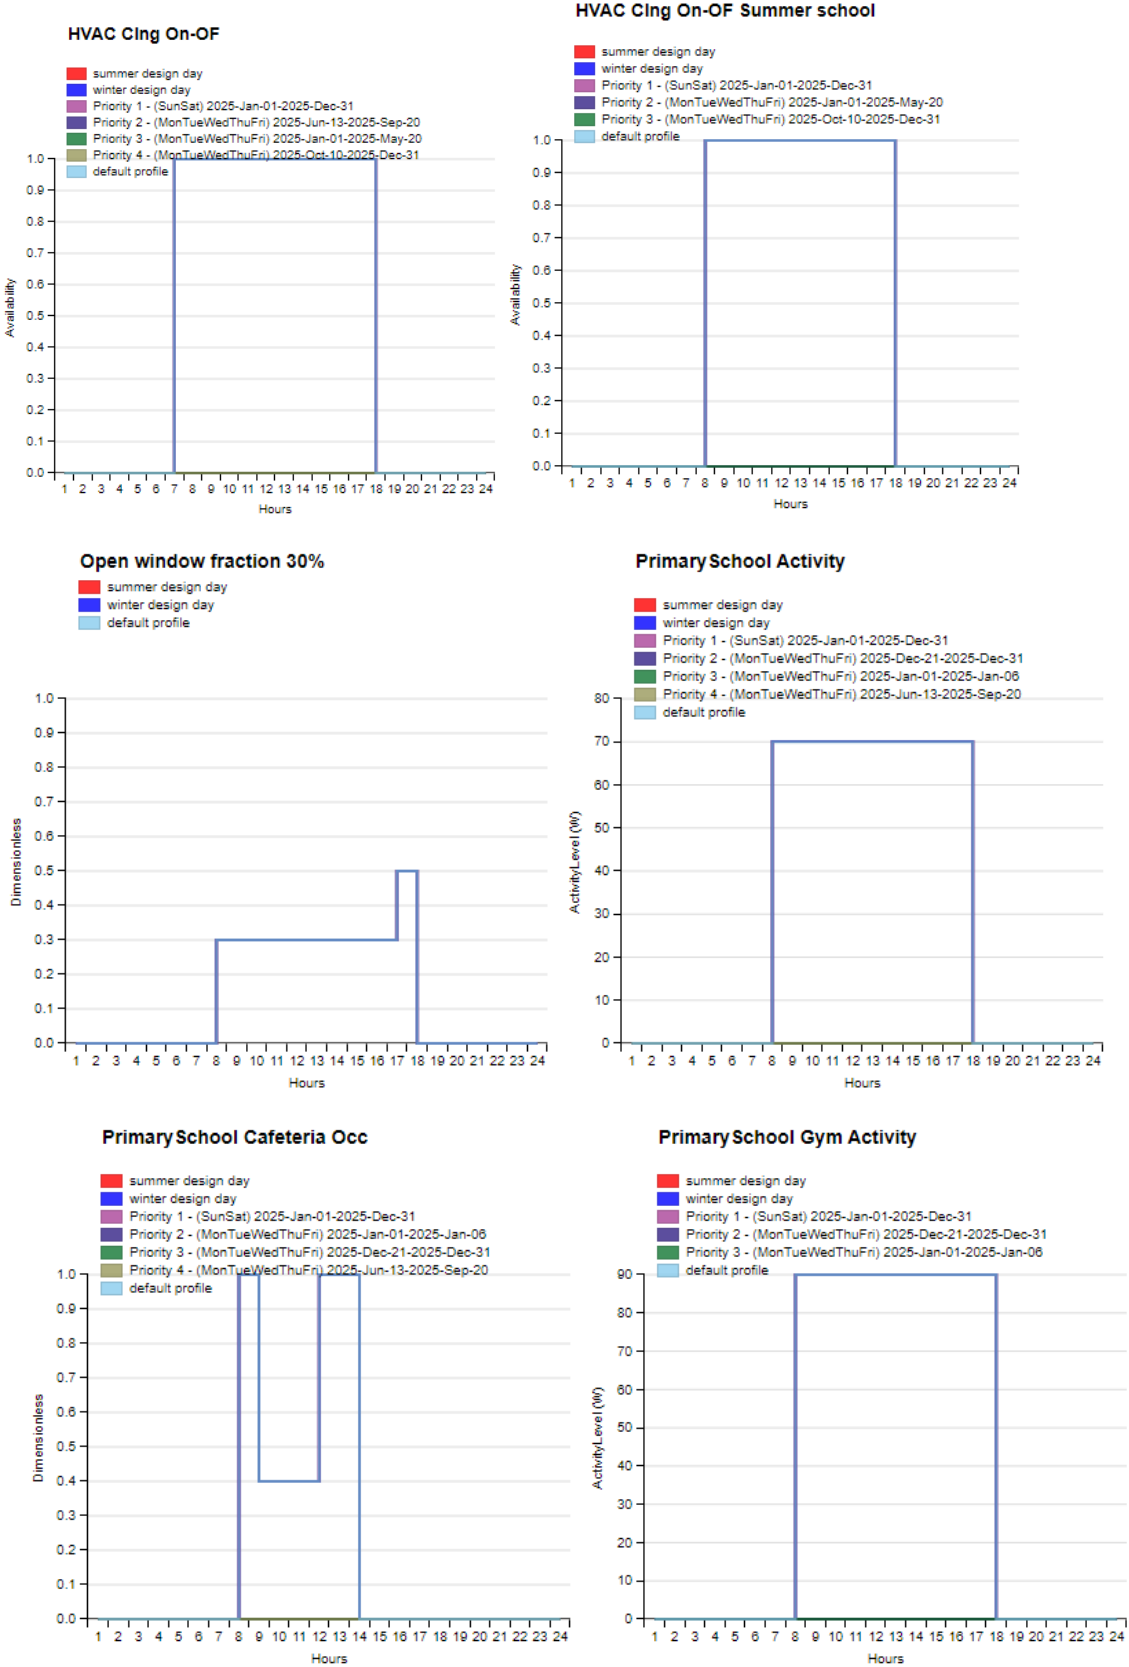 HVAC Clng On-OF
summer design day
winter design day
Priority 1 - (SunSat) 2025-Jan-01-2025-Dec-31
Priority 2 - (MonTueWedThuFri) 2025-Jun-13-2025-Sep-20
Priority 3 - (MonTueWedThuFri) 2025-Jan-01-2025-May-20
Priority 4 - (MonTueWedThuFri) 2025-Oct-10-2025-Dec-31
default profile
1.0
0.9
0.8
0.7
0.6
0.5
0.4
0.3
0.2
0.1
0.0
Availability
1 2 3 4 5 6 7 8 9 10 11 12 13 14 15 16 17 18 19 20 21 22 23 24
Hours
HVAC Clng On-OF Summer school
summer design day
winter design day
Priority 1 - (SunSat) 2025-Jan-01-2025-Dec-31
Priority 2 - (MonTueWedThuFri) 2025-Jan-01-2025-May-20
Priority 3 - (MonTueWedThuFri) 2025-Oct-10-2025-Dec-31
default profile
1.0
0.9
0.8
0.7
0.6
0.5
0.4
0.3
0.2
0.1
0.0
Availability
1 2 3 4 5 6 7 8 9 10 11 12 13 14 15 16 17 18 19 20 21 22 23 24
Hours
Open window fraction 30%
summer design day
winter design day
default profile
1.0
0.9
0.8
0.7
0.6
0.5
0.4
0.3
0.2
0.1
0.0
Dimensionless
1 2 3 4 5 6 7 8 9 10 11 12 13 14 15 16 17 18 19 20 21 22 23 24
Hours
PrimarySchool Activity
summer design day
winter design day
Priority 1 - (SunSat) 2025-Jan-01-2025-Dec-31
Priority 2 - (MonTueWedThuFri) 2025-Dec-21-2025-Dec-31
Priority 3 - (MonTueWedThuFri) 2025-Jan-01-2025-Jan-06
Priority 4 - (MonTueWedThuFri) 2025-Jun-13-2025-Sep-20
default profile
80
70
60
50
40
30
20
10
0
ActivityLevel (W)
1 2 3 4 5 6 7 8 9 10 11 12 13 14 15 16 17 18 19 20 21 22 23 24
Hours
PrimarySchool Cafeteria Occ
summer design day
winter design day
Priority 1 - (SunSat) 2025-Jan-01-2025-Dec-31
Priority 2 - (MonTueWedThuFri) 2025-Jan-01-2025-Jan-06
Priority 3 - (MonTueWedThuFri) 2025-Dec-21-2025-Dec-31
Priority 4 - (MonTueWedThuFri) 2025-Jun-13-2025-Sep-20
default profile
1.0
0.9
0.8
0.7
0.6
0.5
0.4
0.3
0.2
0.1
0.0
Dimensionless
1 2 3 4 5 6 7 8 9 10 11 12 13 14 15 16 17 18 19 20 21 22 23 24
Hours
PrimarySchool Gym Activity
summer design day
winter design day
Priority 1 - (SunSat) 2025-Jan-01-2025-Dec-31
Priority 2 - (MonTueWedThuFri) 2025-Dec-21-2025-Dec-31
Priority 3 - (MonTueWedThuFri) 2025-Jan-01-2025-Jan-06
default profile
90
80
70
60
50
40
30
20
10
0
ActivityLevel (W)
1 2 3 4 5 6 7 8 9 10 11 12 13 14 15 16 17 18 19 20 21 22 23 24
Hours